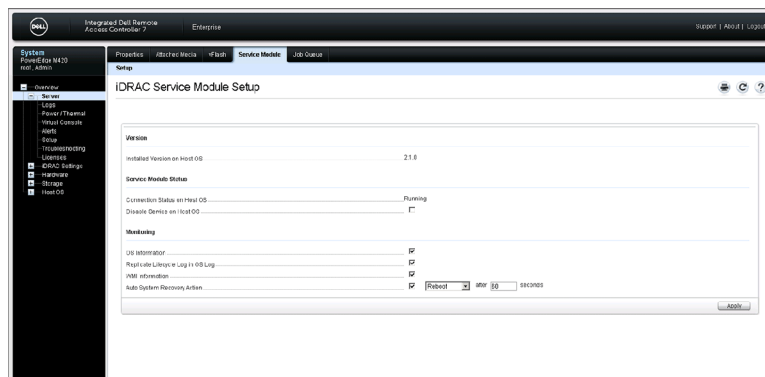 DELL
Integrated Dell Remote
Access Controller 7
Enterprise
Support | About | Logout
System
PowerEdge M420
root , Admin
Overview
Server
Logs
Power / Thermal
Virtual Console
Alerts
Setup
Troubleshooting
Licenses
iDRAC Settings
Hardware
Storage
Host OS
Properties
Attached Media
vFlash
Service Module
Job Queue
Setup
iDRAC Service Module Setup
Version
Installed Version on Host OS
2.1.0
Service Module Status
Connection Status on Host OS
Running
Disable Service on Host OS
Monitoring
OS Information
Replicate Lifecycle Log in OS Log
WMI Information
Auto System Recovery Action
Reboot
after
60
seconds
Apply